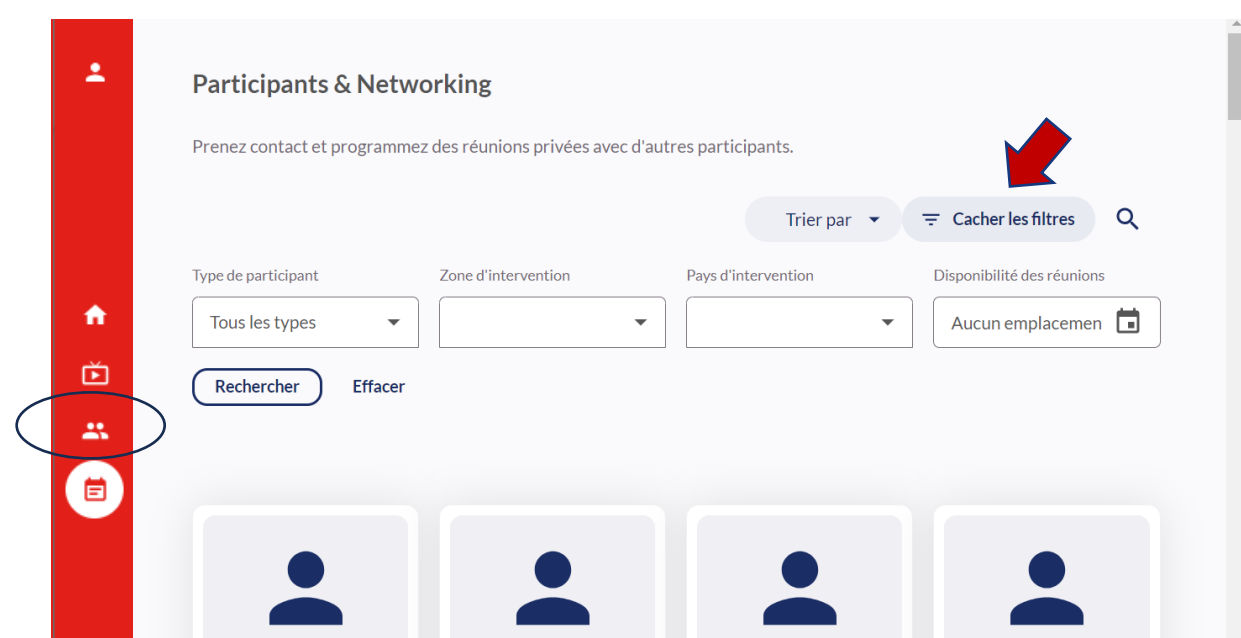 Participants & Networking
Prenez contact et programmez des réunions privées avec d'autres participants.
Trier par
Cacher les filtres
Type de participant
Zone d'intervention
Pays d'intervention
Disponibilité des réunions
Tous les types
Aucun emplacemen
Rechercher
Effacer